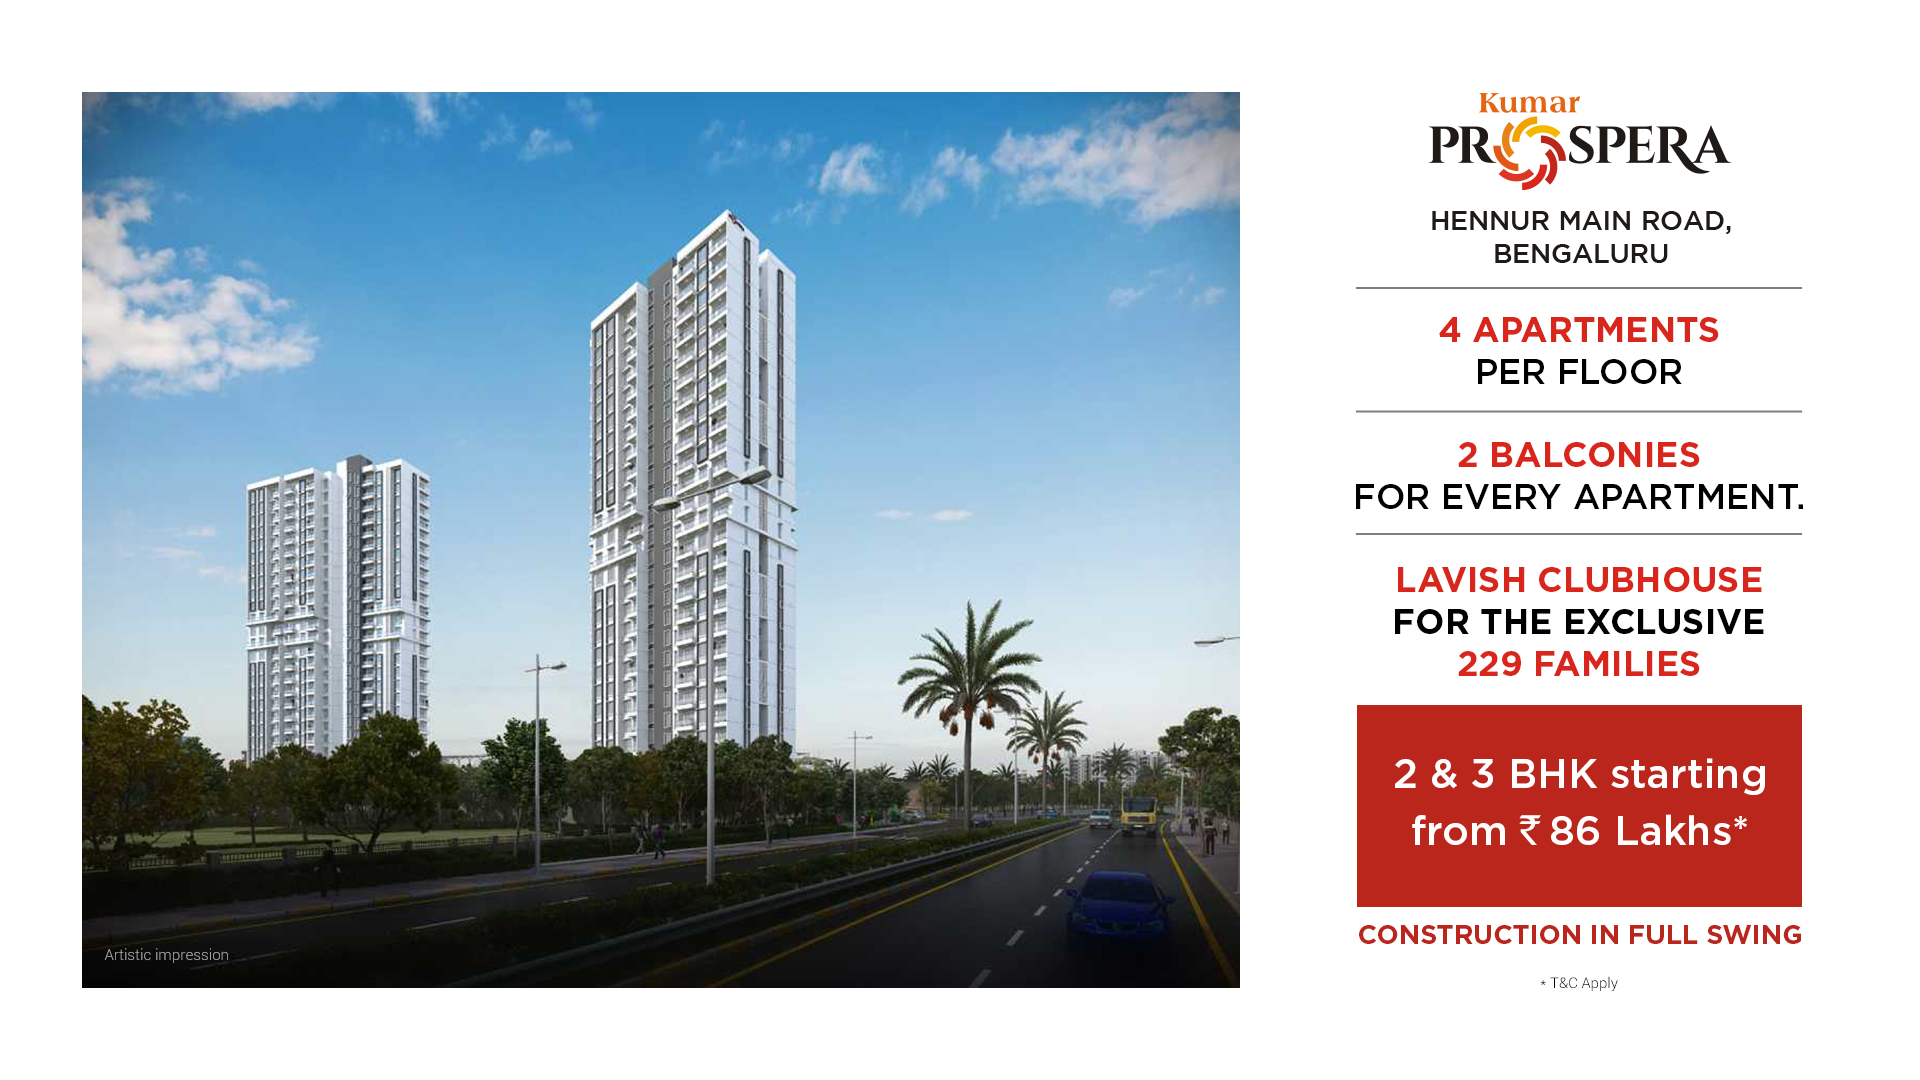 Kumar
PROSPERA
HENNUR MAIN ROAD,
BENGALURU
4 APARTMENTS
PER FLOOR
2 BALCONIES
FOR EVERY APARTMENT.
LAVISH CLUBHOUSE
FOR THE EXCLUSIVE
229 FAMILIES
2 & 3 BHK starting
from ₹ 86 Lakhs*
CONSTRUCTION IN FULL SWING
* T&C Apply
Artistic impression